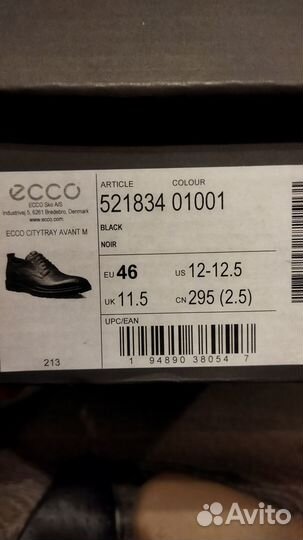 ecco
ECCO Sko A/S
Industrivej 5, 6261 Bredebro, Denmark
www.ecco.com
ECCO CITYTRAY AVANT M
213
ARTICLE COLOUR
521834 01001
BLACK
NOIR
EU 46 US 12-12.5
UK 11.5 CN 295 (2.5)
UPC/EAN
1 94890 38054 7
Avito